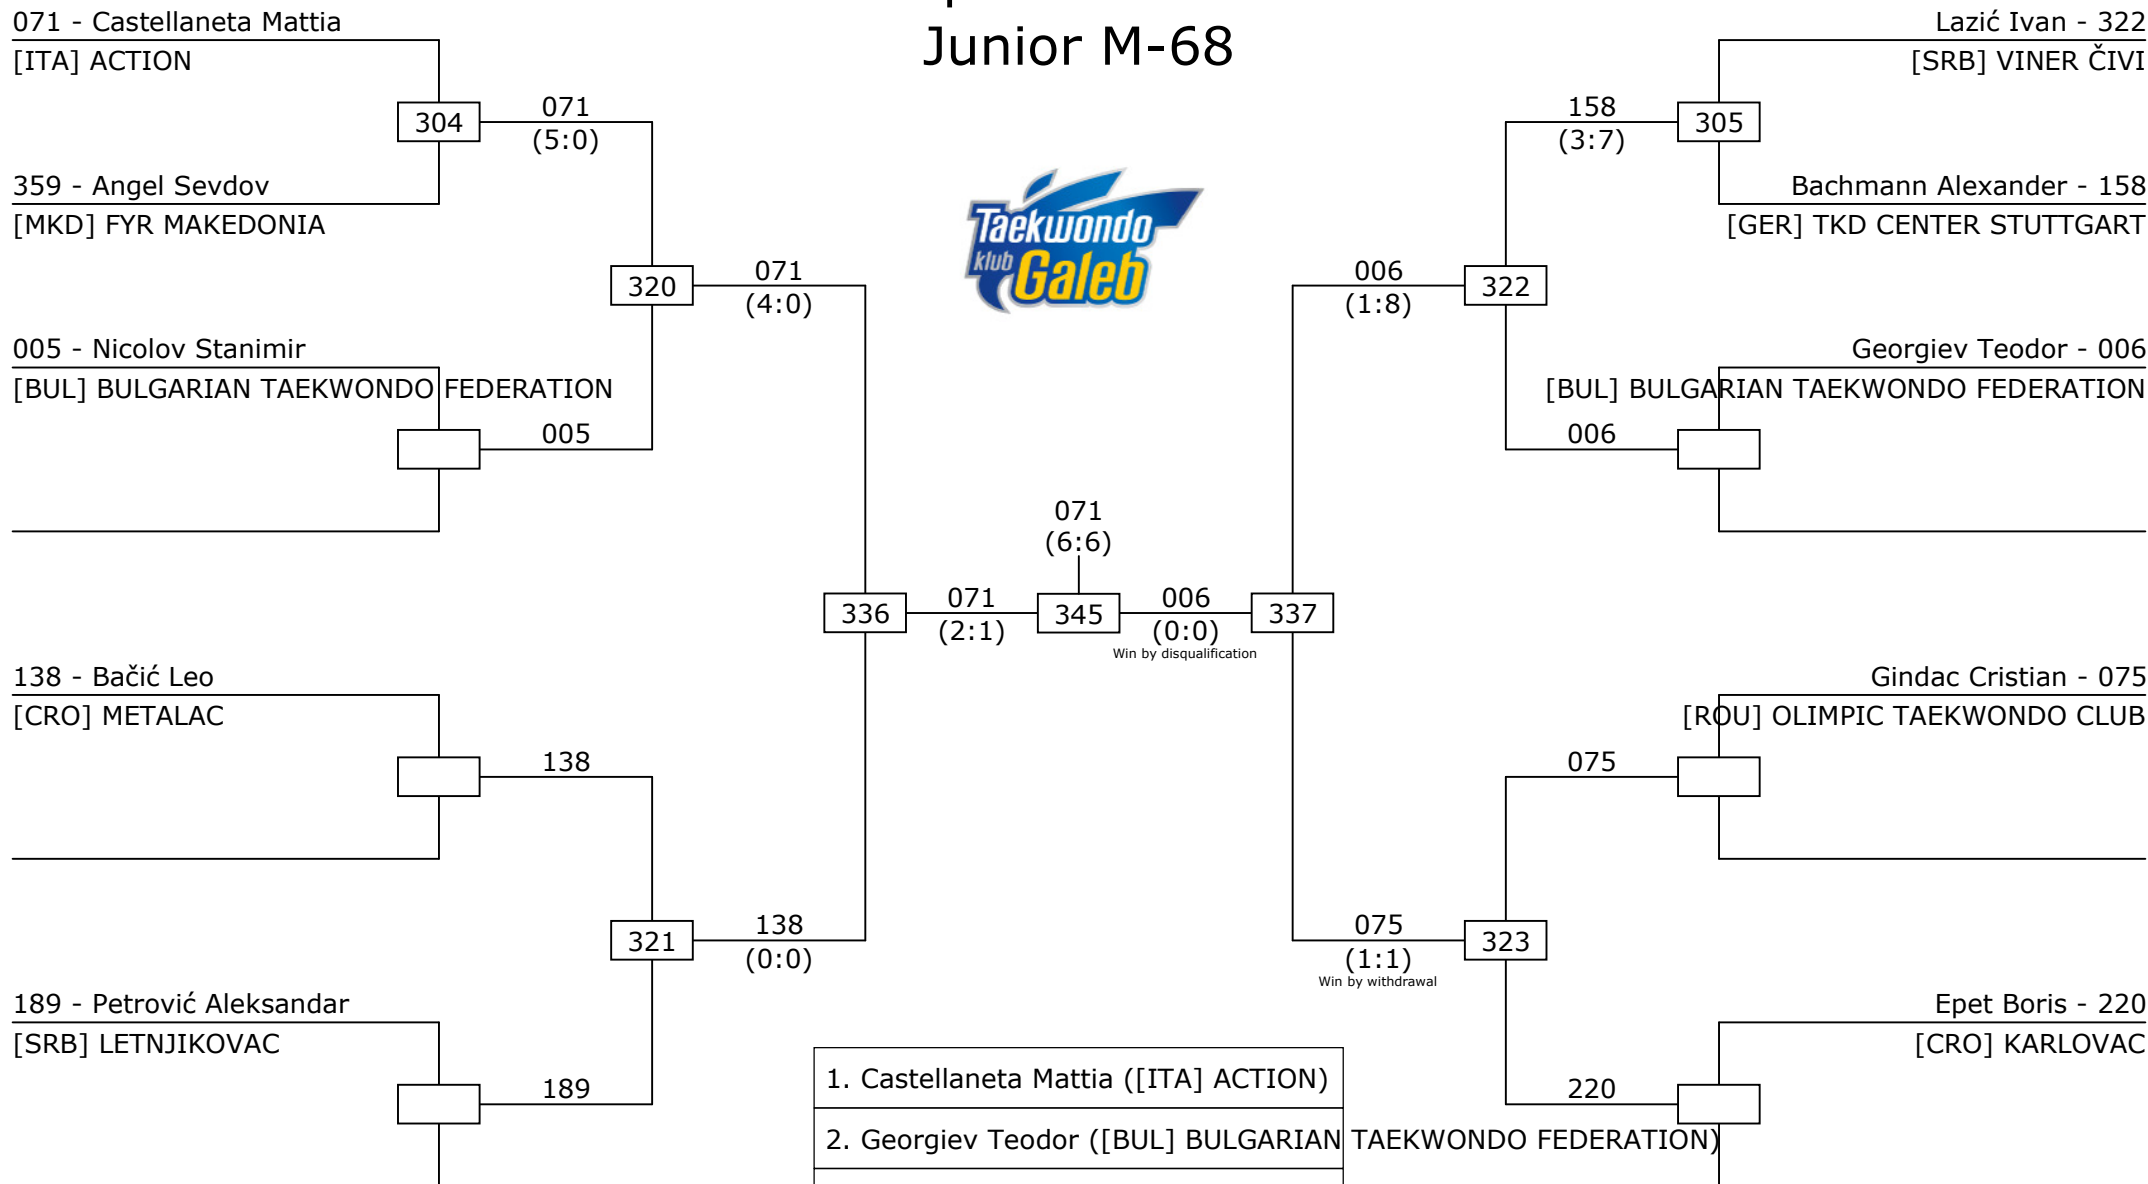 Junior M-68
071 - Castellaneta Mattia
[ITA] ACTION
304
071
(5:0)
359 - Angel Sevdov
[MKD] FYR MAKEDONIA
320
071
(4:0)
005 - Nicolov Stanimir
[BUL] BULGARIAN TAEKWONDO FEDERATION
005
336
071
(2:1)
138 - Bačić Leo
[CRO] METALAC
138
321
138
(0:0)
189 - Petrović Aleksandar
[SRB] LETNJIKOVAC
189
Taekwondo
klub
Galeb
071
(6:6)
345
006
(0:0)
Win by disqualification
337
Lazić Ivan - 322
[SRB] VINER ČIVI
158
(3:7)
305
Bachmann Alexander - 158
[GER] TKD CENTER STUTTGART
006
(1:8)
322
Georgiev Teodor - 006
[BUL] BULGARIAN TAEKWONDO FEDERATION
006
Gindac Cristian - 075
[ROU] OLIMPIC TAEKWONDO CLUB
075
075
(1:1)
Win by withdrawal
323
Epet Boris - 220
[CRO] KARLOVAC
220
1. Castellaneta Mattia ([ITA] ACTION)
2. Georgiev Teodor ([BUL] BULGARIAN TAEKWONDO FEDERATION)